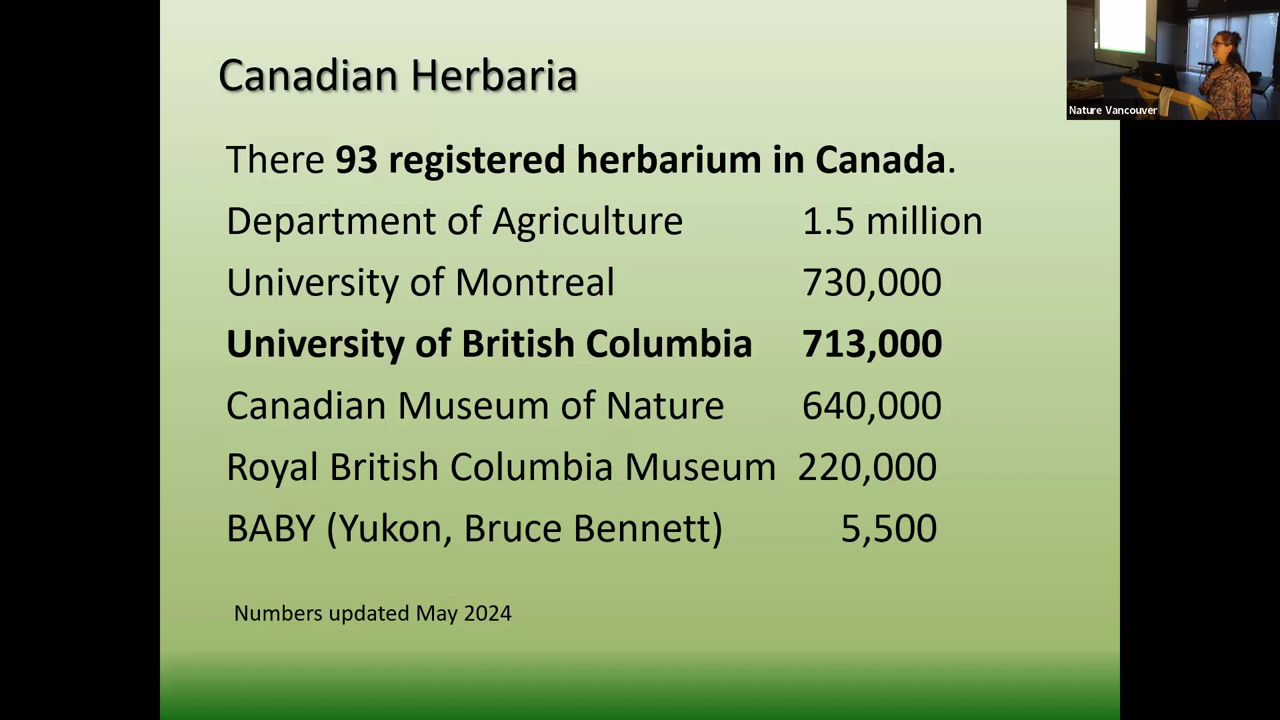 Canadian Herbaria
Nature Vancouver
There 93 registered herbarium in Canada.
Department of Agriculture 1.5 million
University of Montreal 730,000
University of British Columbia 713,000
Canadian Museum of Nature 640,000
Royal British Columbia Museum 220,000
BABY (Yukon, Bruce Bennett) 5,500
Numbers updated May 2024